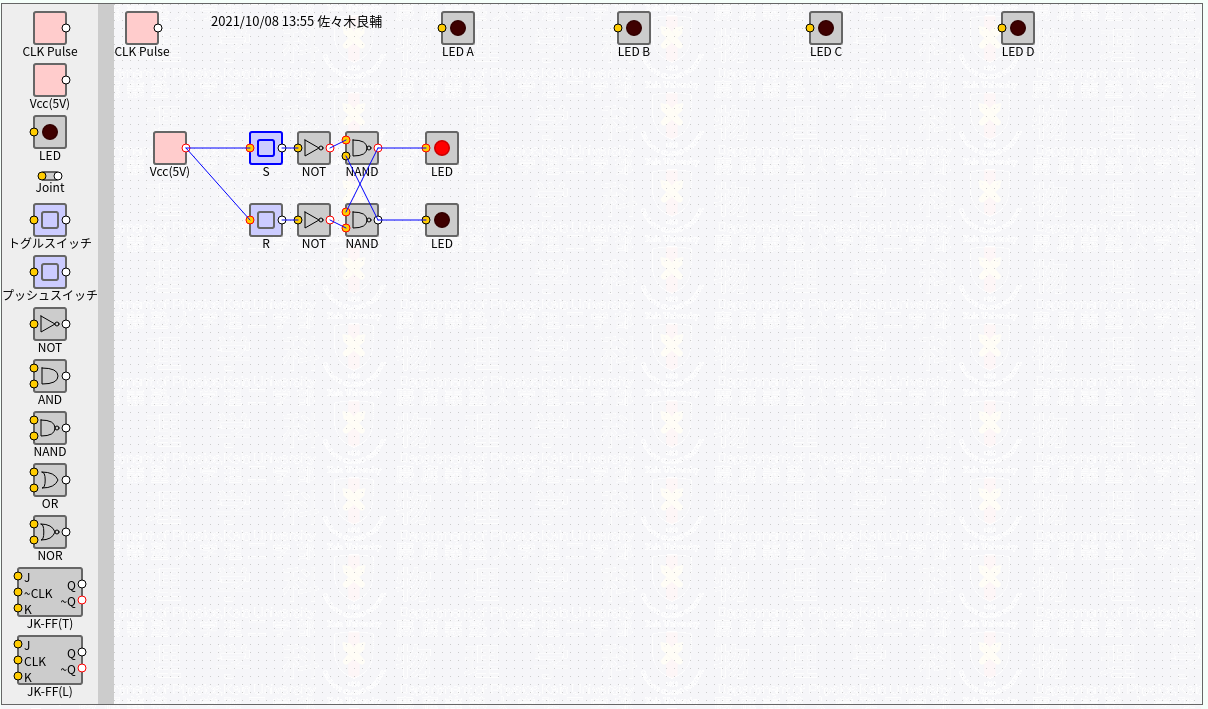 CLK Pulse
Vcc(5V)
LED
Joint
トグルスイッチ
プッシュスイッチ
NOT
AND
NAND
OR
NOR
J
Q
~CLK
~Q
K
JK-FF(T)
J
Q
CLK
~Q
K
JK-FF(L)
CLK Pulse
2021/10/08 13:55 佐々木良輔
LED A
LED B
LED C
LED D
Vcc(5V)
S
NOT
NAND
LED
R
NOT
NAND
LED